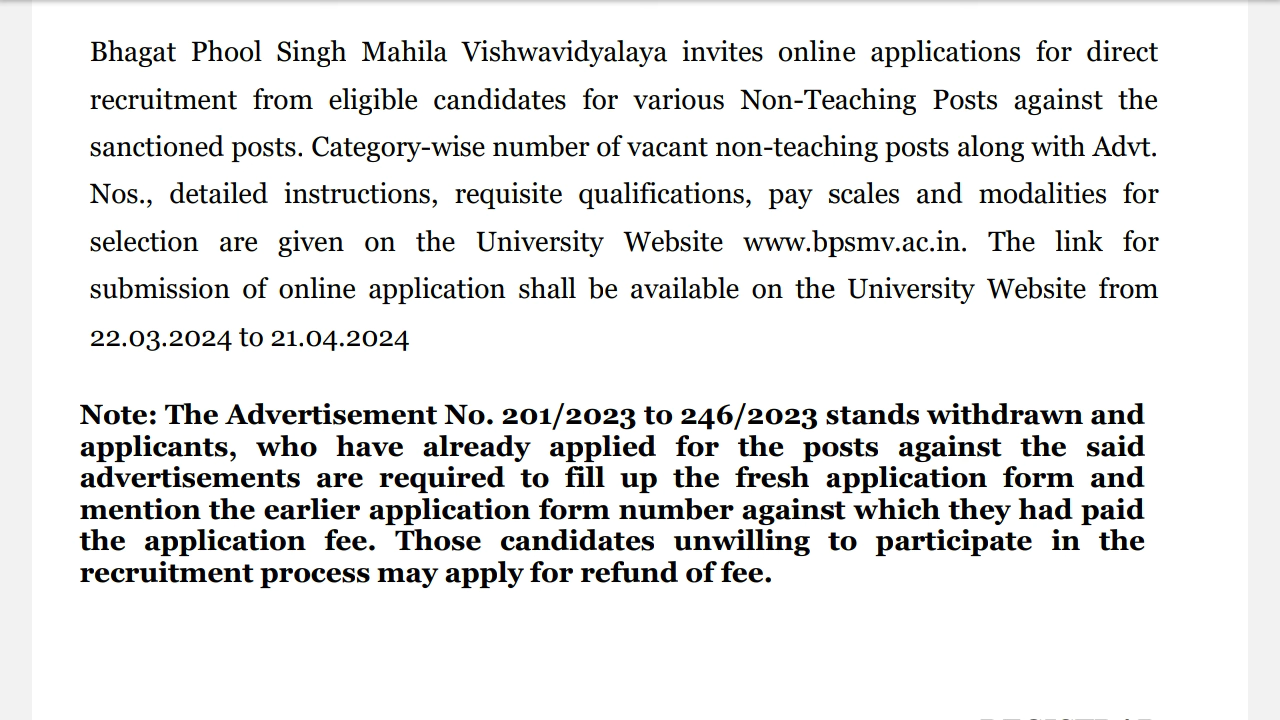 Bhagat Phool Singh Mahila Vishwavidyalaya invites online applications for direct
recruitment from eligible candidates for various Non-Teaching Posts against the
sanctioned posts. Category-wise number of vacant non-teaching posts along with Advt.
Nos., detailed instructions, requisite qualifications, pay scales and modalities for
selection are given on the University Website www.bpsmv.ac.in. The link for
submission of online application shall be available on the University Website from
22.03.2024 to 21.04.2024
Note: The Advertisement No. 201/2023 to 246/2023 stands withdrawn and
applicants, who have already applied for the posts against the said
advertisements are required to fill up the fresh application form and
mention the earlier application form number against which they had paid
the application fee. Those candidates unwilling to participate in the
recruitment process may apply for refund of fee.